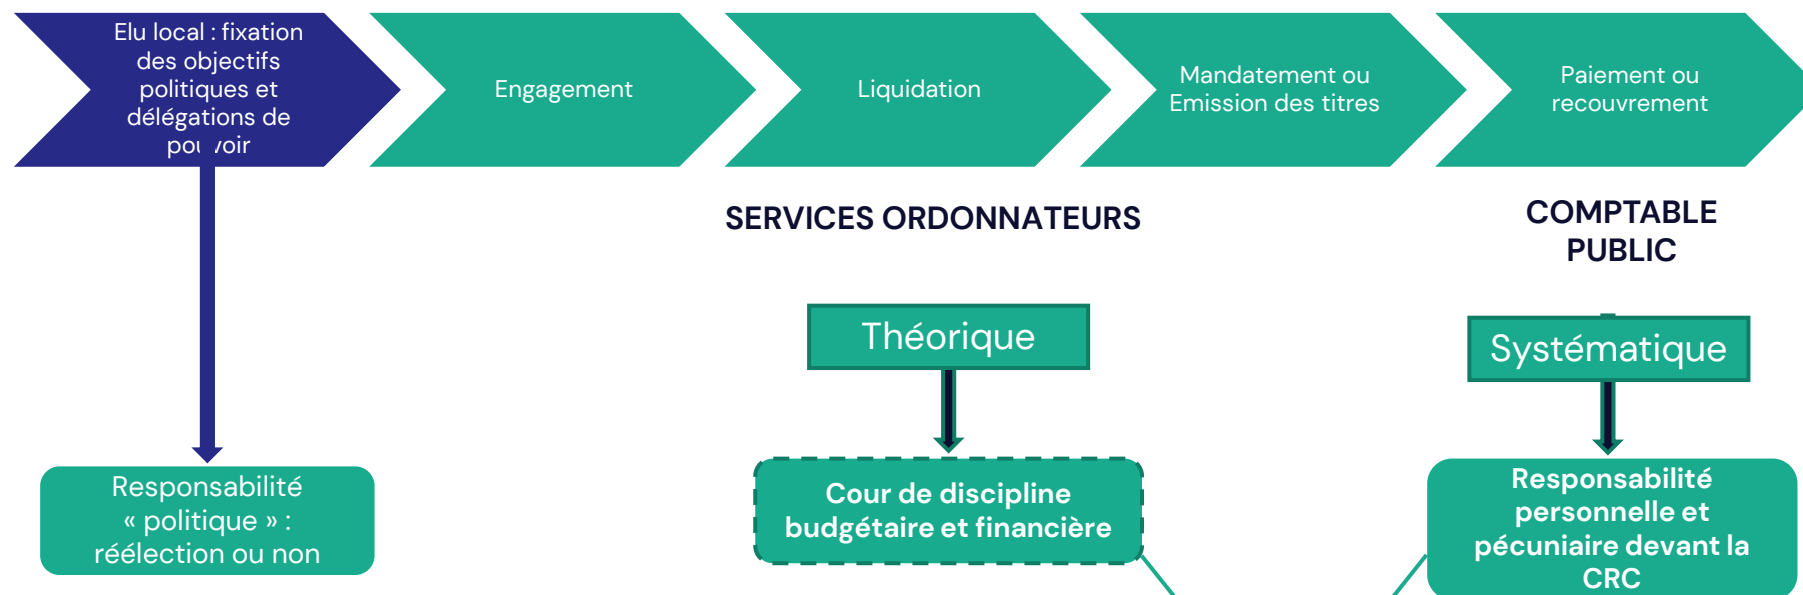 Elu local : fixation
des objectifs
politiques et
délégations de
pouvoir
Engagement
Liquidation
Mandatement ou
Emission des titres
Paiement ou
recouvrement
SERVICES ORDONNATEURS
COMPTABLE
PUBLIC
Théorique
Systématique
Responsabilité
« politique » :
réélection ou non
Cour de discipline
budgétaire et financière
Responsabilité
personnelle et
pécuniaire devant la
CRC